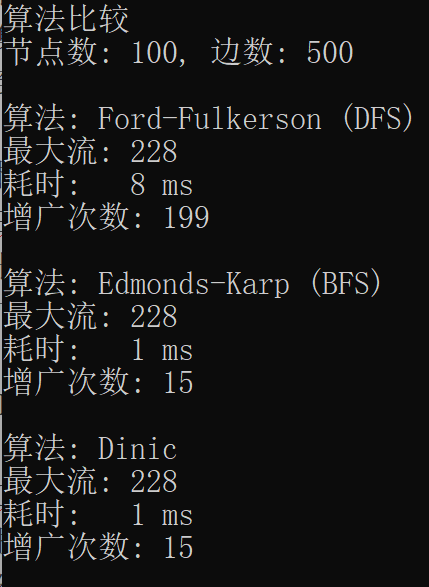 算法比较
节点数: 100, 边数: 500
算法: Ford-Fulkerson (DFS)
最大流: 228
耗时:   8 ms
增广次数: 199
算法: Edmonds-Karp (BFS)
最大流: 228
耗时:   1 ms
增广次数: 15
算法: Dinic
最大流: 228
耗时:   1 ms
增广次数: 15